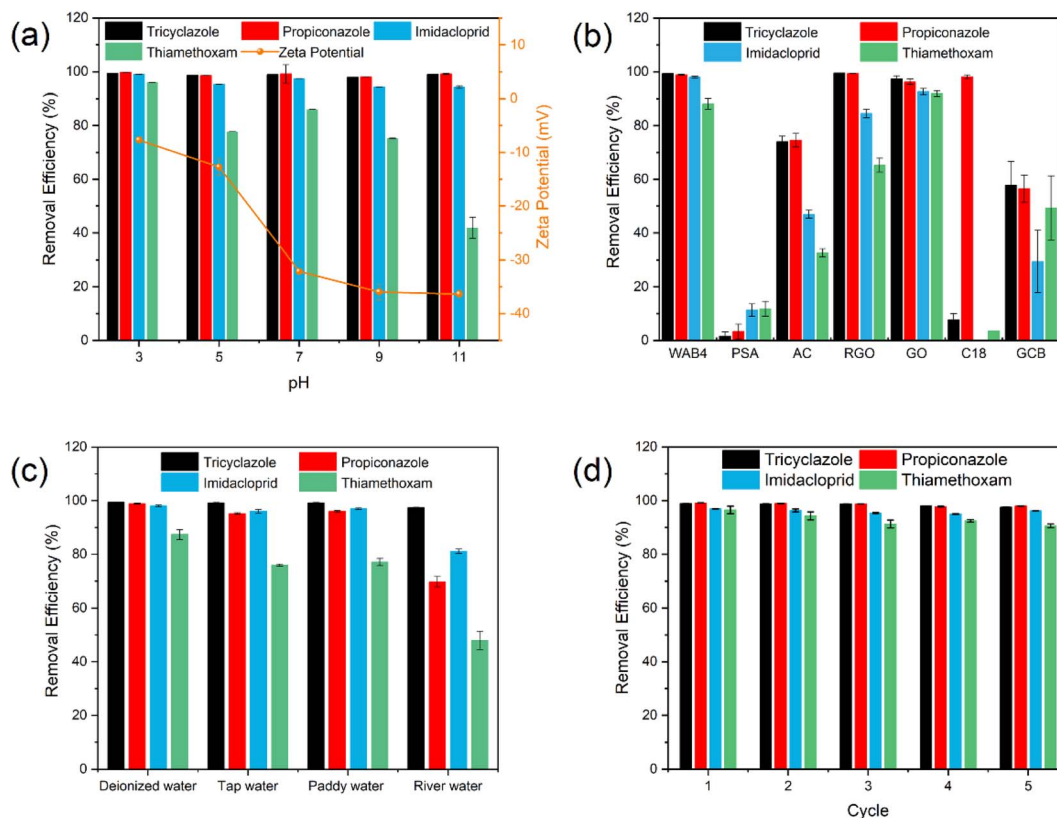 (a)
Tricyclazole Propiconazole Imidacloprid
Thiamethoxam Zeta Potential
Removal Efficiency (%)
120
100
80
60
40
20
0
10
0
-10
-20
-30
-40
Zeta Potential (mV)
3 5 7 9 11
pH
(b)
Tricyclazole Propiconazole
Imidacloprid Thiamethoxam
Removal Efficiency (%)
120
100
80
60
40
20
0
WAB4 PSA AC RGO GO C18 GCB
(c)
Tricyclazole Propiconazole
Imidacloprid Thiamethoxam
Removal Efficiency (%)
120
100
80
60
40
20
0
Deionized water Tap water Paddy water River water
(d)
Tricyclazole Propiconazole
Imidacloprid Thiamethoxam
Removal Efficiency (%)
120
100
80
60
40
20
0
1 2 3 4 5
Cycle